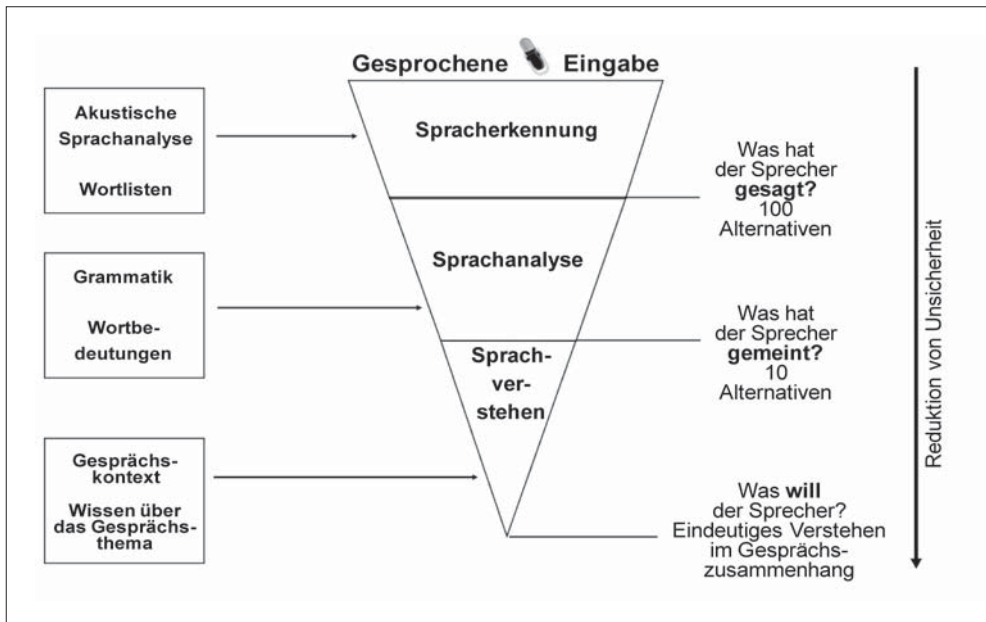 Gesprochene Eingabe
Akustische
Sprachanalyse
Wortlisten
Spracherkennung
Was hat
der Sprecher
gesagt?
100
Alternativen
Grammatik
Wortbe-
deutungen
Sprachanalyse
Was hat
der Sprecher
gemeint?
10
Alternativen
Sprach-
ver-
stehen
Gesprächs-
kontext
Wissen über
das Gesprächs-
thema
Was will
der Sprecher?
Eindeutiges Verstehen
im Gesprächs-
zusammenhang
Reduktion von Unsicherheit